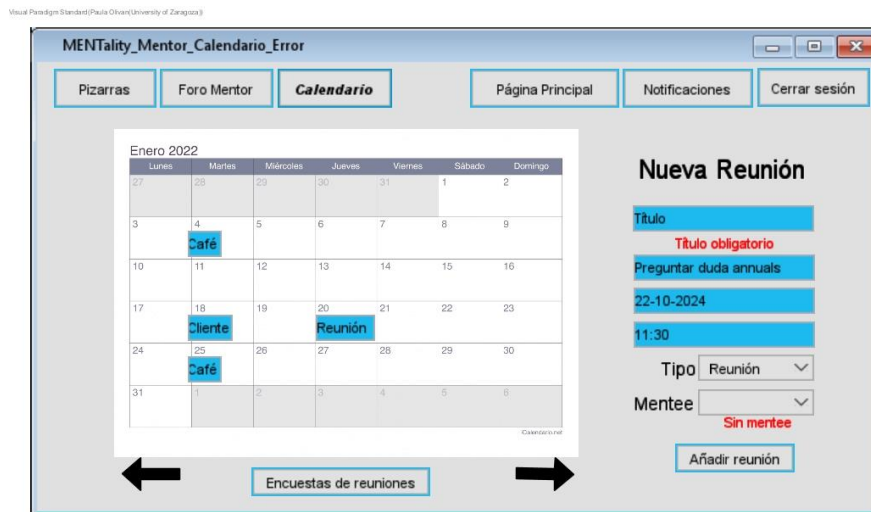 Visual Paradigm Standard(Paula Olivan(University of Zaragoza))
MENTality_Mentor_Calendario_Error
Pizarras Foro Mentor Calendario Página Principal Notificaciones Cerrar sesión
Enero 2022
Lunes Martes Miércoles Jueves Viernes Sábado Domingo
27 28 29 30 31 1 2
3 4 5 6 7 8 9
Café
10 11 12 13 14 15 16
17 18 19 20 21 22 23
Cliente Reunión
24 25 26 27 28 29 30
Café
31 1 2 3 4 5 6
Calendario.net
Nueva Reunión
Título
Título obligatorio
Preguntar duda annuals
22-10-2024
11:30
Tipo Reunión
Mentee
Sin mentee
Añadir reunión
Encuestas de reuniones